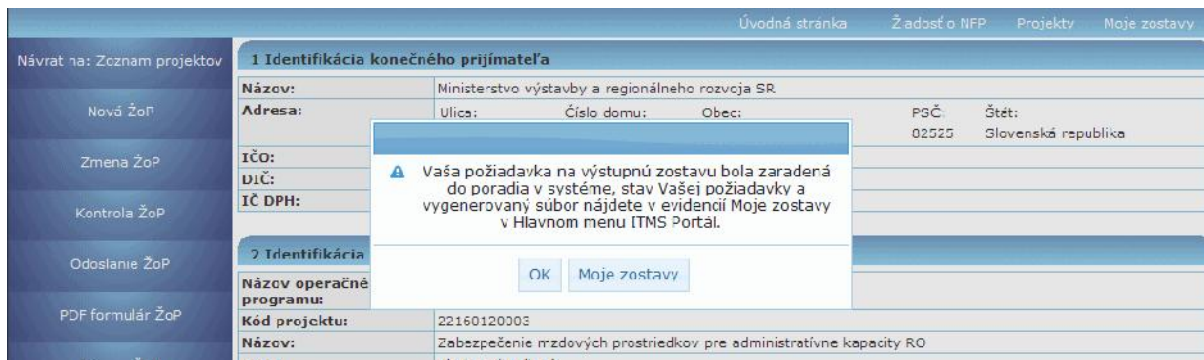 Úvodná stránka Žiadosť o NFP Projekty Moje zostavy
Návrat na: Zoznam projektov
Nová ŽoP
Zmena ŽoP
Kontrola ŽoP
Odoslanie ŽoP
PDF formulár ŽoP
1 Identifikácia konečného prijímateľa
Názov: Ministerstvo výstavby a regionálneho rozvoja SR
Adresa: Ulica: Číslo domu: Obec: PSČ: Štát:
82525 Slovenská republika
IČO:
DIČ:
IČ DPH:
Vaša požiadavka na výstupnú zostavu bola zaradená
do poradia v systéme, stav Vašej požiadavky a
vygenerovaný súbor nájdete v evidencií Moje zostavy
v Hlavnom menu ITMS Portál.
OK Moje zostavy
2 Identifikácia
Názov operačné
programu:
Kód projektu: 22160120003
Názov: Zabezpečenie mzdových prostriedkov pre administratívne kapacity RO